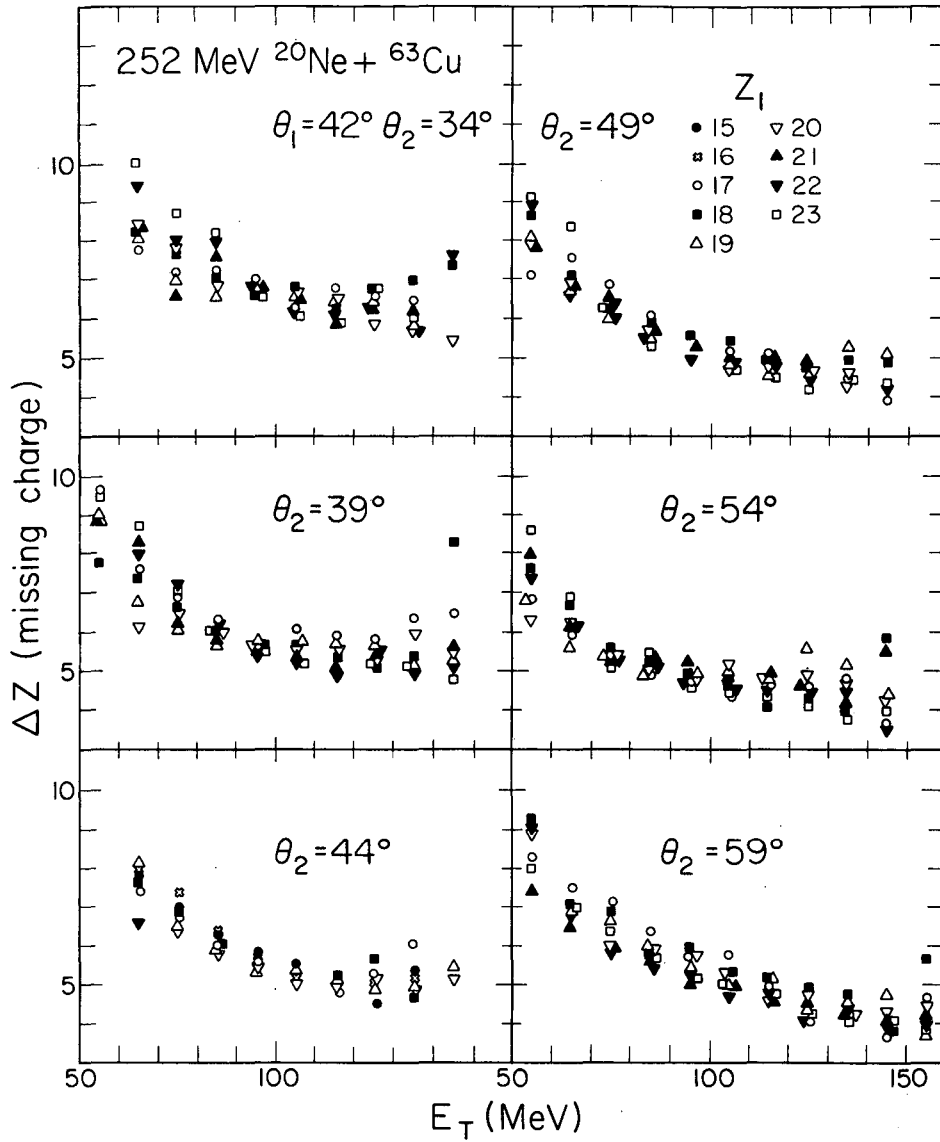 252 MeV ²⁰Ne + ⁶³Cu
θ₁ = 42° θ₂ = 34°
θ₂ = 49°
Z₁
15 20
16 21
17 22
18 23
19
10
5
θ₂ = 39°
θ₂ = 54°
10
5
θ₂ = 44°
θ₂ = 59°
10
5
ΔZ (missing charge)
50 100 50 100 150
E_T (MeV)